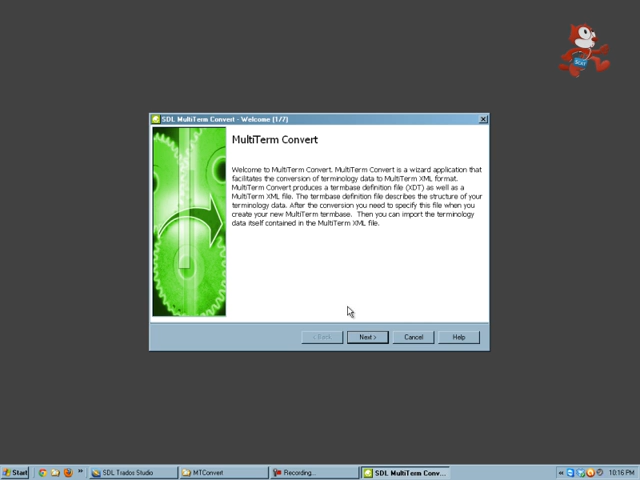 SDL MultiTerm Convert - Welcome (1/7)
MultiTerm Convert
Welcome to MultiTerm Convert. MultiTerm Convert is a wizard application that
facilitates the conversion of terminology data to MultiTerm XML format.
MultiTerm Convert produces a termbase definition file (XDT) as well as a
MultiTerm XML file. The termbase definition file describes the structure of your
terminology data. After the conversion you need to specify this file when you
create your new MultiTerm termbase. Then you can import the terminology
data itself contained in the MultiTerm XML file.
< Back
Next >
Cancel
Help
Start
SDL Trados Studio
MTConvert
Recording...
SDL MultiTerm Conv...
10:16 PM